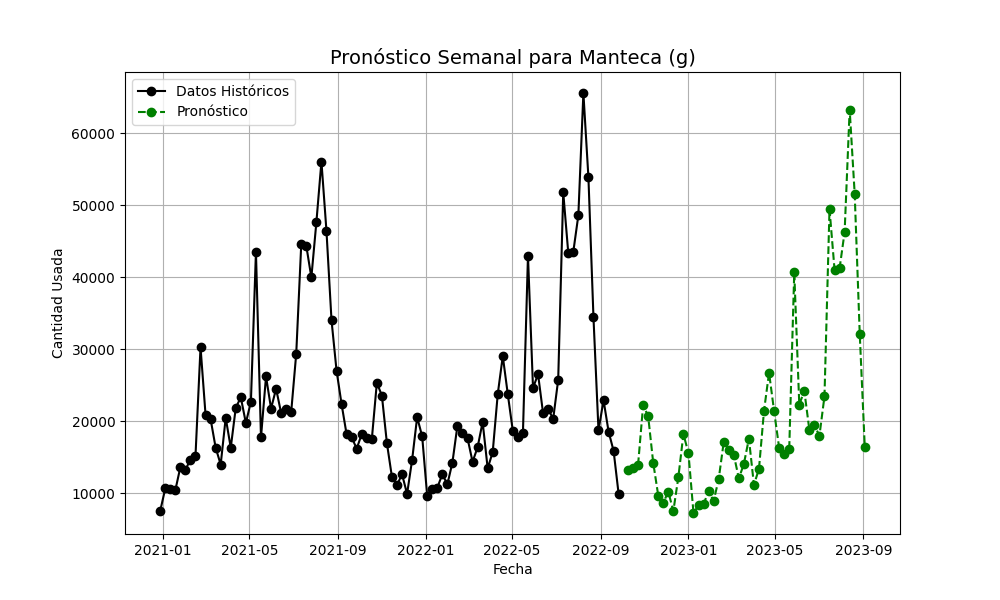 Pronóstico Semanal para Manteca (g)
Datos Históricos
Pronóstico
60000
50000
40000
30000
20000
10000
Cantidad Usada
2021-01 2021-05 2021-09 2022-01 2022-05 2022-09 2023-01 2023-05 2023-09
Fecha